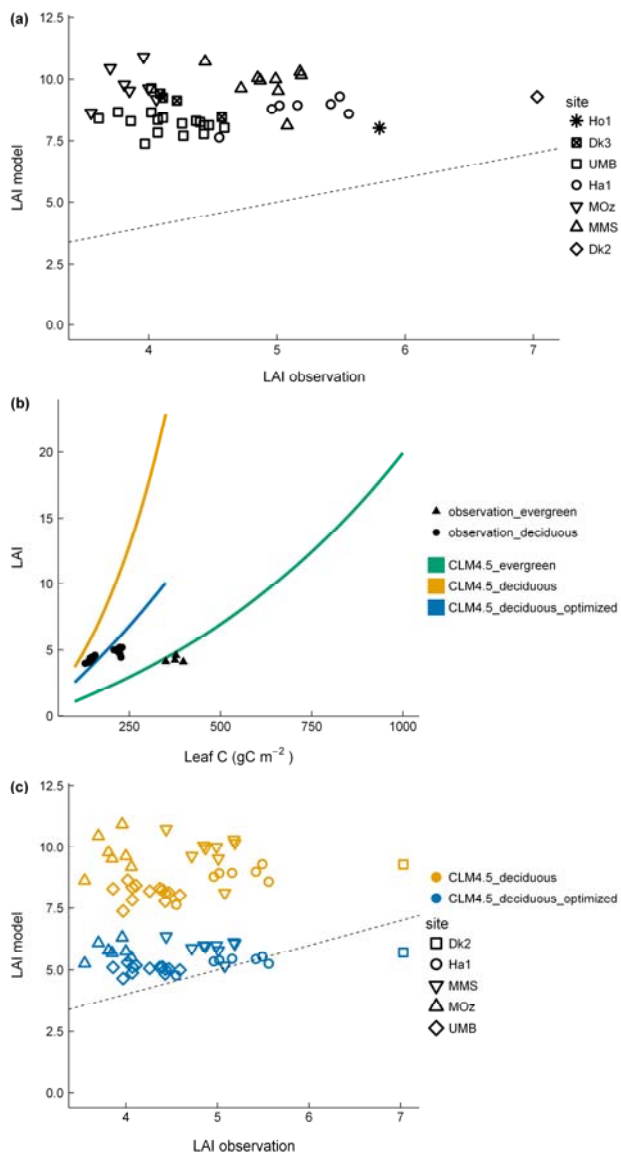 (a)
12.5
10.0
7.5
5.0
2.5
0.0
LAI model
4 5 6 7
LAI observation
site
Ho1
Dk3
UMB
Ha1
MOz
MMS
Dk2
(b)
20
15
10
5
0
LAI
250 500 750 1000
Leaf C (gC m⁻²)
observation_evergreen
observation_deciduous
CLM4.5_evergreen
CLM4.5_deciduous
CLM4.5_deciduous_optimized
(c)
12.5
10.0
7.5
5.0
2.5
0.0
LAI model
4 5 6 7
LAI observation
CLM4.5_deciduous
CLM4.5_deciduous_optimized
site
Dk2
Ha1
MMS
MOz
UMB